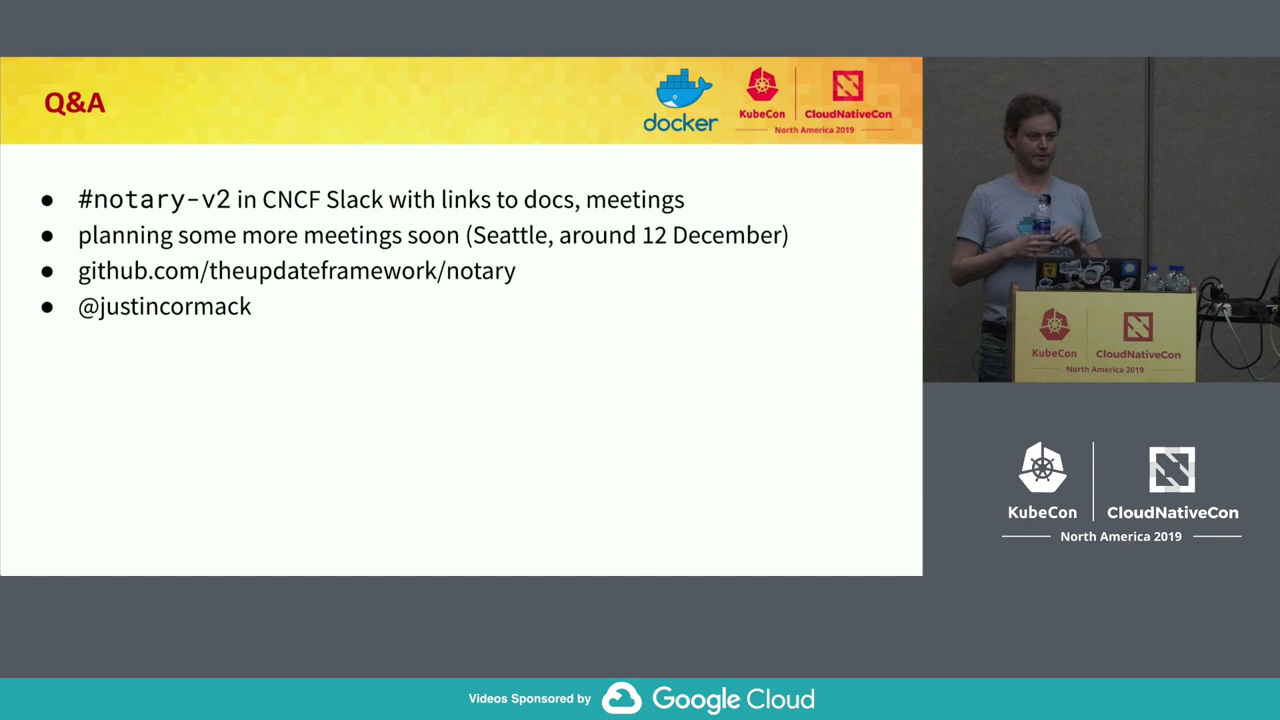 Q&A
docker
KubeCon
CloudNativeCon
North America 2019
#notary-v2 in CNCF Slack with links to docs, meetings
planning some more meetings soon (Seattle, around 12 December)
github.com/theupdateframework/notary
@justincormack
KubeCon
CloudNativeCon
North America 2019
KubeCon
CloudNativeCon
North America 2019
Videos Sponsored by Google Cloud